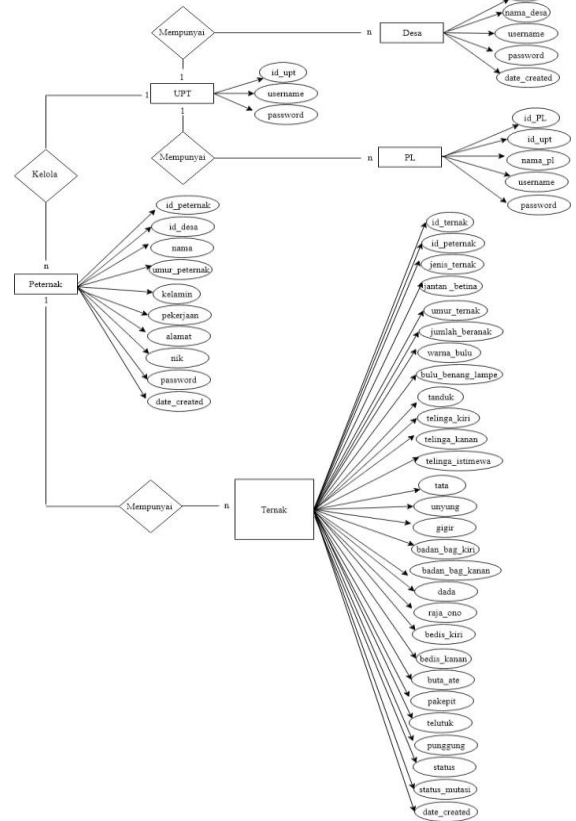 nama_desa
Mempunyai
n
Desa
username
password
date_created
1
UPT
1
1
1
id_upt
username
password
Mempunyai
n
PL
id_PL
id_upt
nama_pl
username
password
Kelola
n
Peternak
1
id_peternak
id_desa
nama
umur_peternak
kelamin
pekerjaan
alamat
nik
password
date_created
Mempunyai
n
Ternak
id_ternak
id_peternak
jenis_ternak
jantan _betina
umur_ternak
jumlah_beranak
warna_bulu
bulu_benang_lampe
tanduk
telinga_kiri
telinga_kanan
telinga_istimewa
tata
unyung
gigir
badan_bag_kiri
badan_bag_kanan
dada
raja_ono
bedis_kiri
bedis_kanan
buta_ate
pakepit
telutuk
punggung
status
status_mutasi
date_created